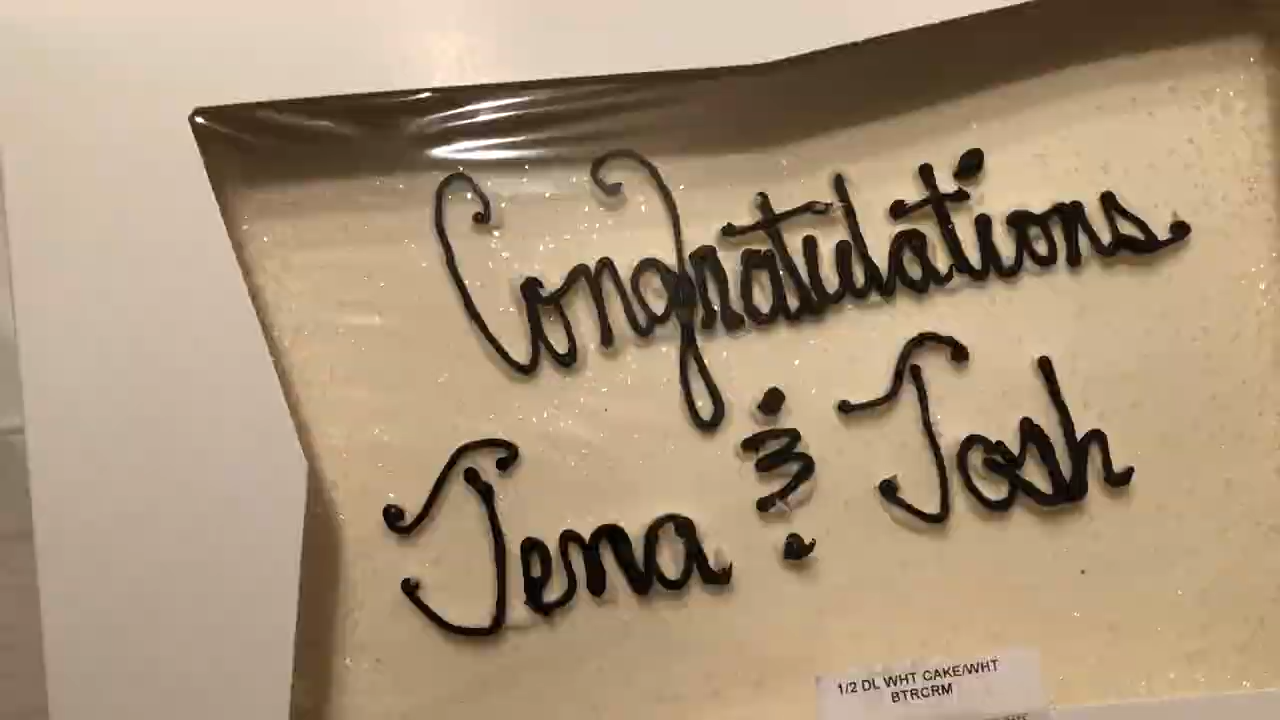 Congratulations
Jena & Josh
1/2 DL WHT CAKE/WHT
BTRCRM